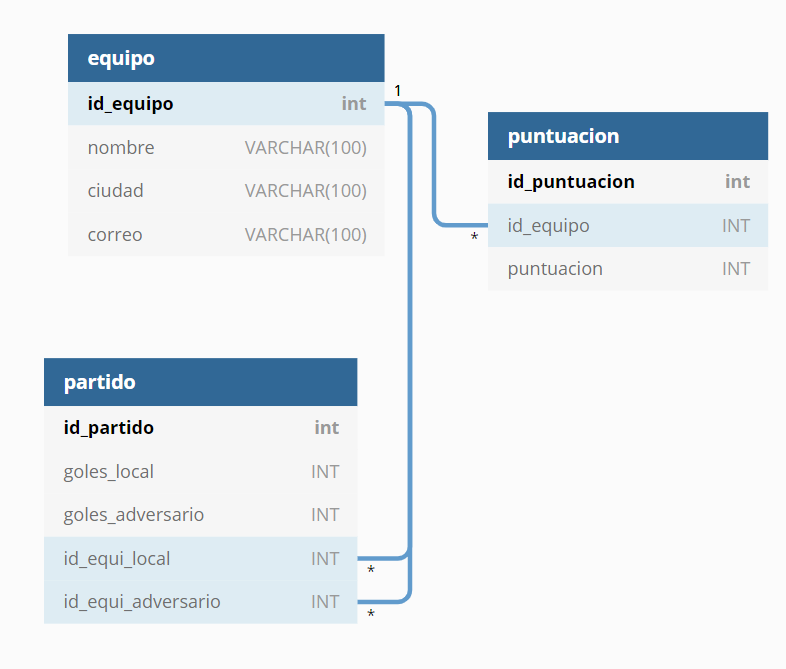 equipo
id_equipo int
nombre VARCHAR(100)
ciudad VARCHAR(100)
correo VARCHAR(100)
1
puntuacion
id_puntuacion int
id_equipo INT
puntuacion INT
*
partido
id_partido int
goles_local INT
goles_adversario INT
id_equi_local INT
*
id_equi_adversario INT
*